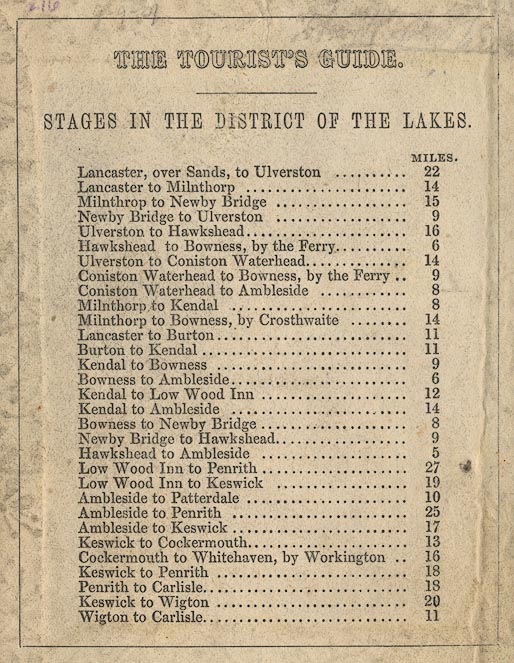 216
THE TOURIST'S GUIDE.
STAGES IN THE DISTRICT OF THE LAKES.
MILES.
Lancaster, over Sands, to Ulverston .......... 22
Lancaster to Milnthorp ...................... 14
Milnthrop to Newby Bridge .................. 15
Newby Bridge to Ulverston .................. 9
Ulverston to Hawkshead...................... 16
Hawkshead to Bowness, by the Ferry.......... 6
Ulverston to Coniston Waterhead.............. 14
Coniston Waterhead to Bowness, by the Ferry .. 9
Coniston Waterhead to Ambleside ............ 8
Milnthorp to Kendal ........................ 8
Milnthorp to Bowness, by Crosthwaite ........ 14
Lancaster to Burton.......................... 11
Burton to Kendal ............................ 11
Kendal to Bowness .......................... 9
Bowness to Ambleside........................ 6
Kendal to Low Wood Inn .................... 12
Kendal to Ambleside ........................ 14
Bowness to Newby Bridge .................... 8
Newby Bridge to Hawkshead.................. 9
Hawkshead to Ambleside .................... 5
Low Wood Inn to Penrith .................... 27
Low Wood Inn to Keswick .................. 19
Ambleside to Patterdale ...................... 10
Ambleside to Penrith ........................ 25
Ambleside to Keswick ...................... 17
Keswick to Cockermouth...................... 13
Cockermouth to Whitehaven, by Workington .. 16
Keswick to Penrith .......................... 18
Penrith to Carlisle............................ 18
Keswick to Wigton .......................... 20
Wigton to Carlisle............................ 11